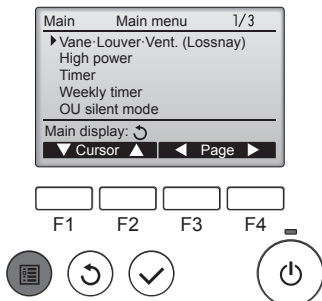 Main Main menu 1/3
Vane·Louver·Vent. (Lossnay)
High power
Timer
Weekly timer
OU silent mode
Main display:
Cursor Page
F1 F2 F3 F4